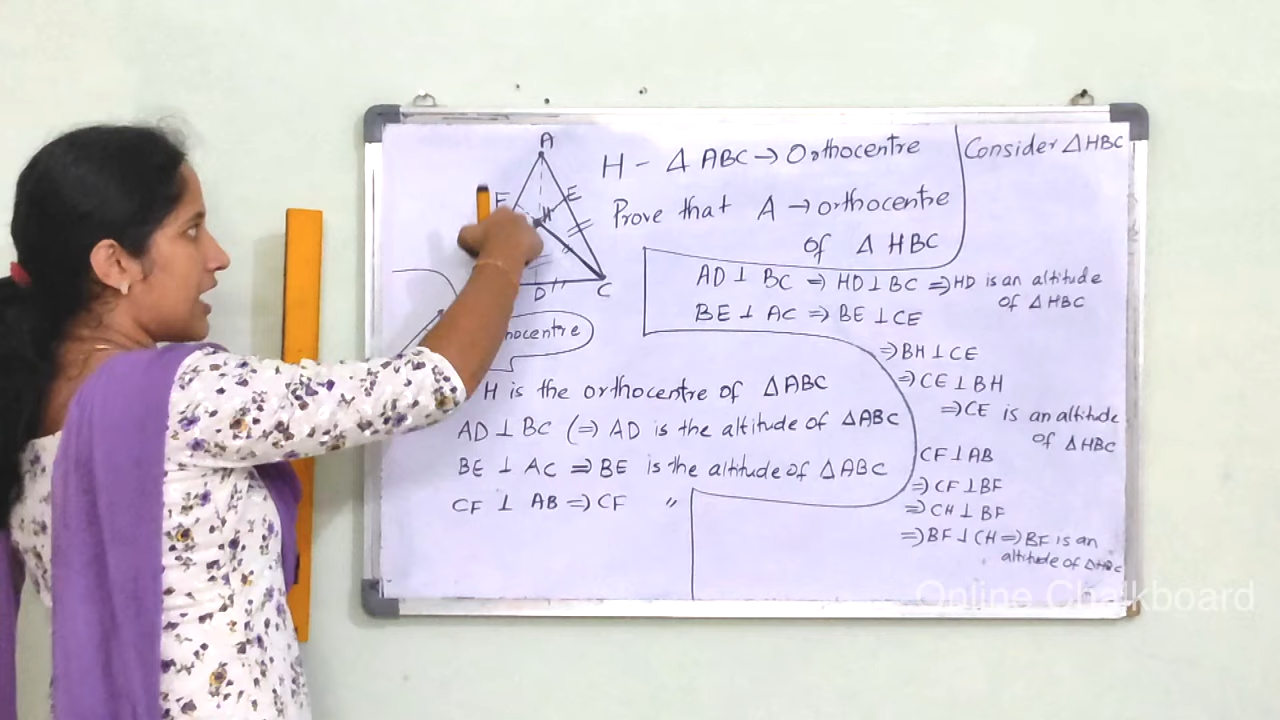 A
F
E
H
D
C
H - Δ ABC → Orthocentre
Prove that A → orthocentre
of Δ HBC
Consider Δ HBC
AD ⊥ BC ⇒ HD ⊥ BC ⇒ HD is an altitude
of Δ HBC
BE ⊥ AC ⇒ BE ⊥ CE
⇒ BH ⊥ CE
⇒ CE ⊥ BH
⇒ CE is an altitude
of Δ HBC
CF ⊥ AB
⇒ CF ⊥ BF
⇒ CH ⊥ BF
⇒ BF ⊥ CH ⇒ BF is an
altitude of Δ HBC
nocentre
H is the orthocentre of Δ ABC
AD ⊥ BC (⇒ AD is the altitude of Δ ABC
BE ⊥ AC ⇒ BE is the altitude of Δ ABC
CF ⊥ AB ⇒ CF "
Online Chalkboard